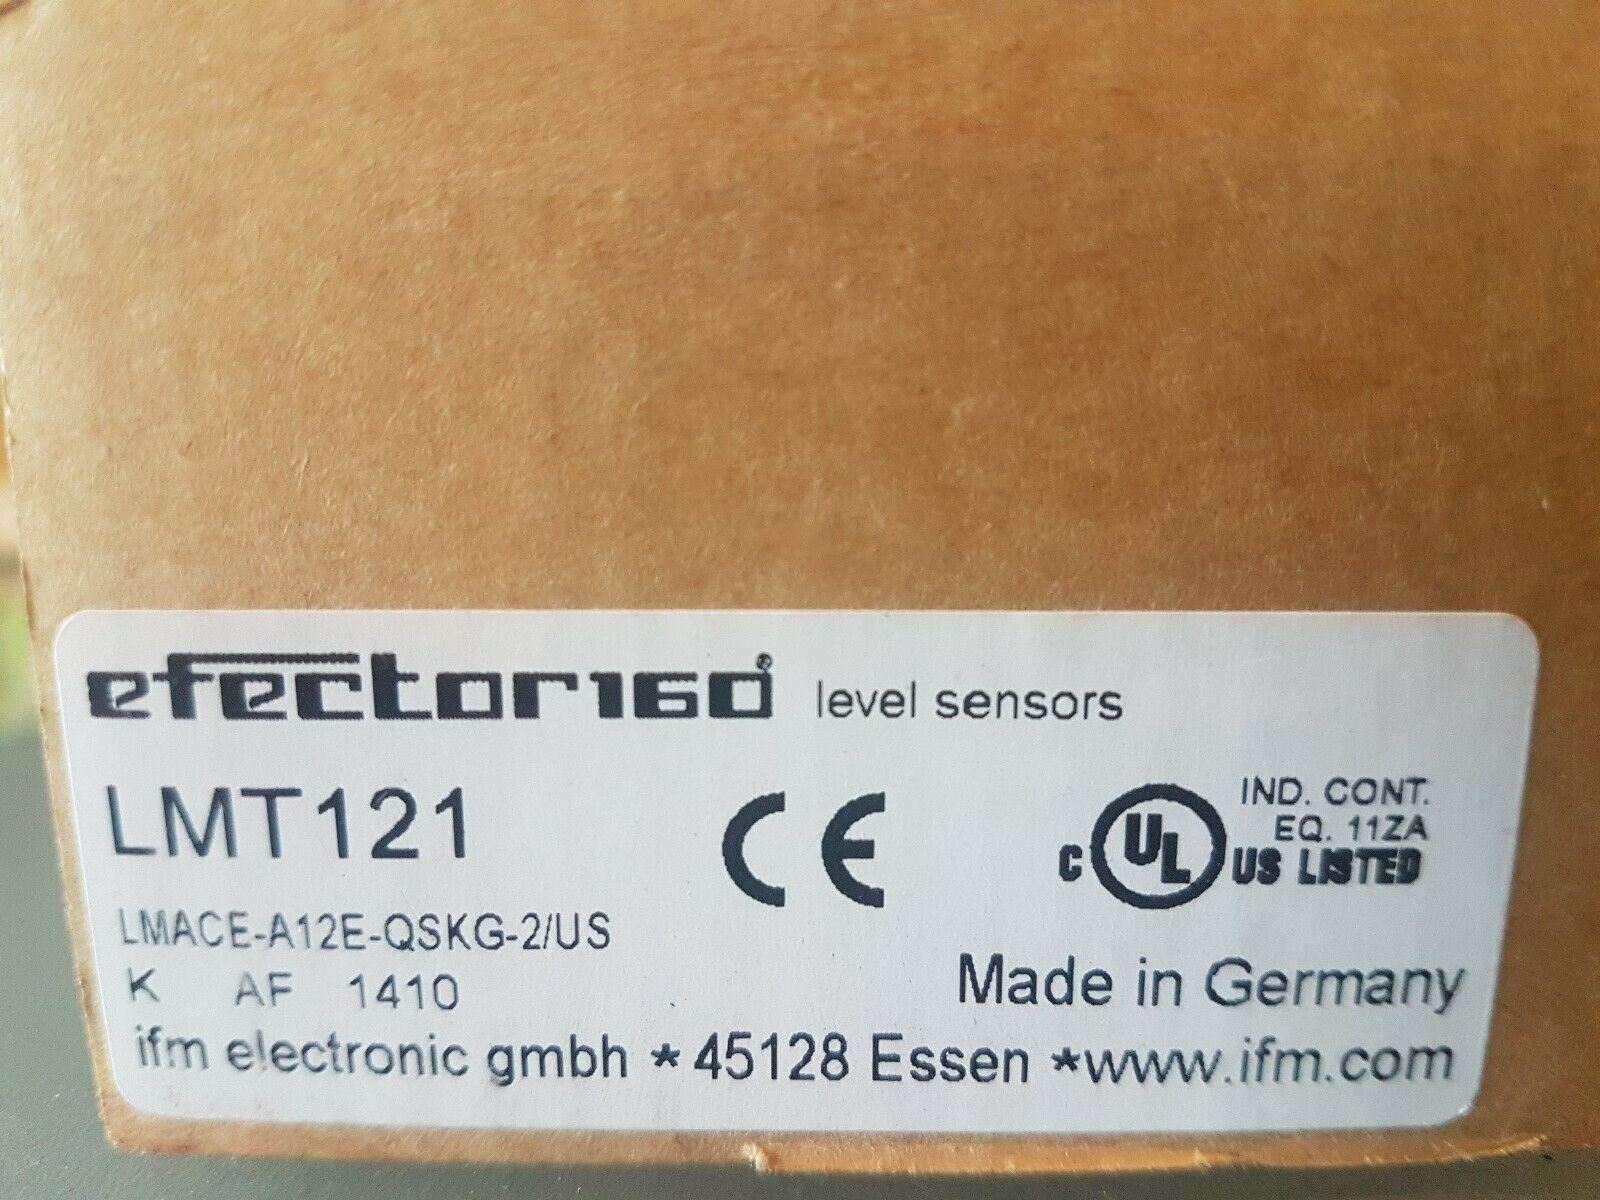 efector160® level sensors
LMT121
CE
IND. CONT.
EQ. 11ZA
C UL US LISTED
LMACE-A12E-QSKG-2/US
K AF 1410
Made in Germany
ifm electronic gmbh * 45128 Essen *www.ifm.com